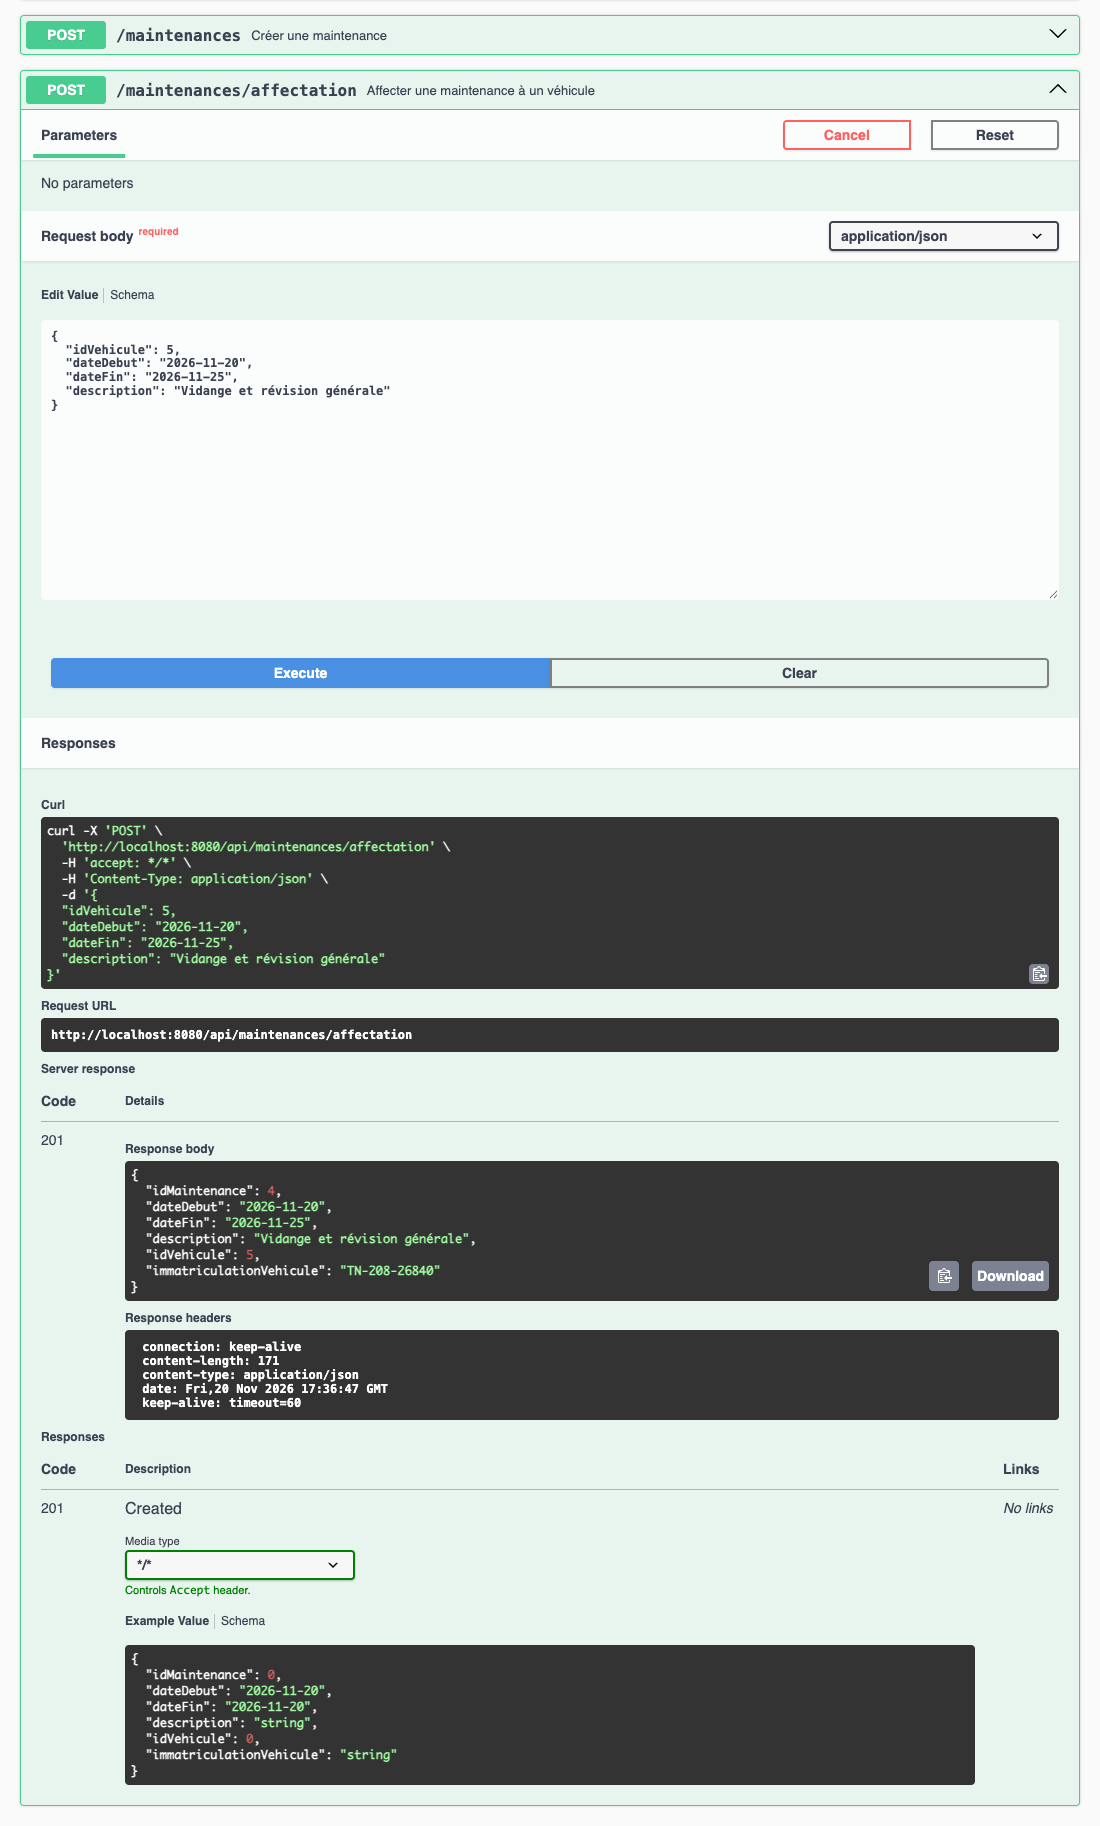 POST /maintenances Créer une maintenance
POST /maintenances/affectation Affecter une maintenance à un véhicule
Parameters
Cancel
Reset
No parameters
Request body required
application/json
Edit Value
Schema
{
"idVehicule": 5,
"dateDebut": "2026-11-20",
"dateFin": "2026-11-25",
"description": "Vidange et révision générale"
}
Execute
Clear
Responses
Curl
curl -X 'POST' \
'http://localhost:8080/api/maintenances/affectation' \
-H 'accept: */*' \
-H 'Content-Type: application/json' \
-d '{
"idVehicule": 5,
"dateDebut": "2026-11-20",
"dateFin": "2026-11-25",
"description": "Vidange et révision générale"
}'
Request URL
http://localhost:8080/api/maintenances/affectation
Server response
Code Details
201
Response body
{
"idMaintenance": 4,
"dateDebut": "2026-11-20",
"dateFin": "2026-11-25",
"description": "Vidange et révision générale",
"idVehicule": 5,
"immatriculationVehicule": "TN-208-26840"
}
Download
Response headers
connection: keep-alive
content-length: 171
content-type: application/json
date: Fri,20 Nov 2026 17:36:47 GMT
keep-alive: timeout=60
Responses
Code Description Links
201 Created No links
Media type
*/*
Controls Accept header.
Example Value
Schema
{
"idMaintenance": 0,
"dateDebut": "2026-11-20",
"dateFin": "2026-11-20",
"description": "string",
"idVehicule": 0,
"immatriculationVehicule": "string"
}